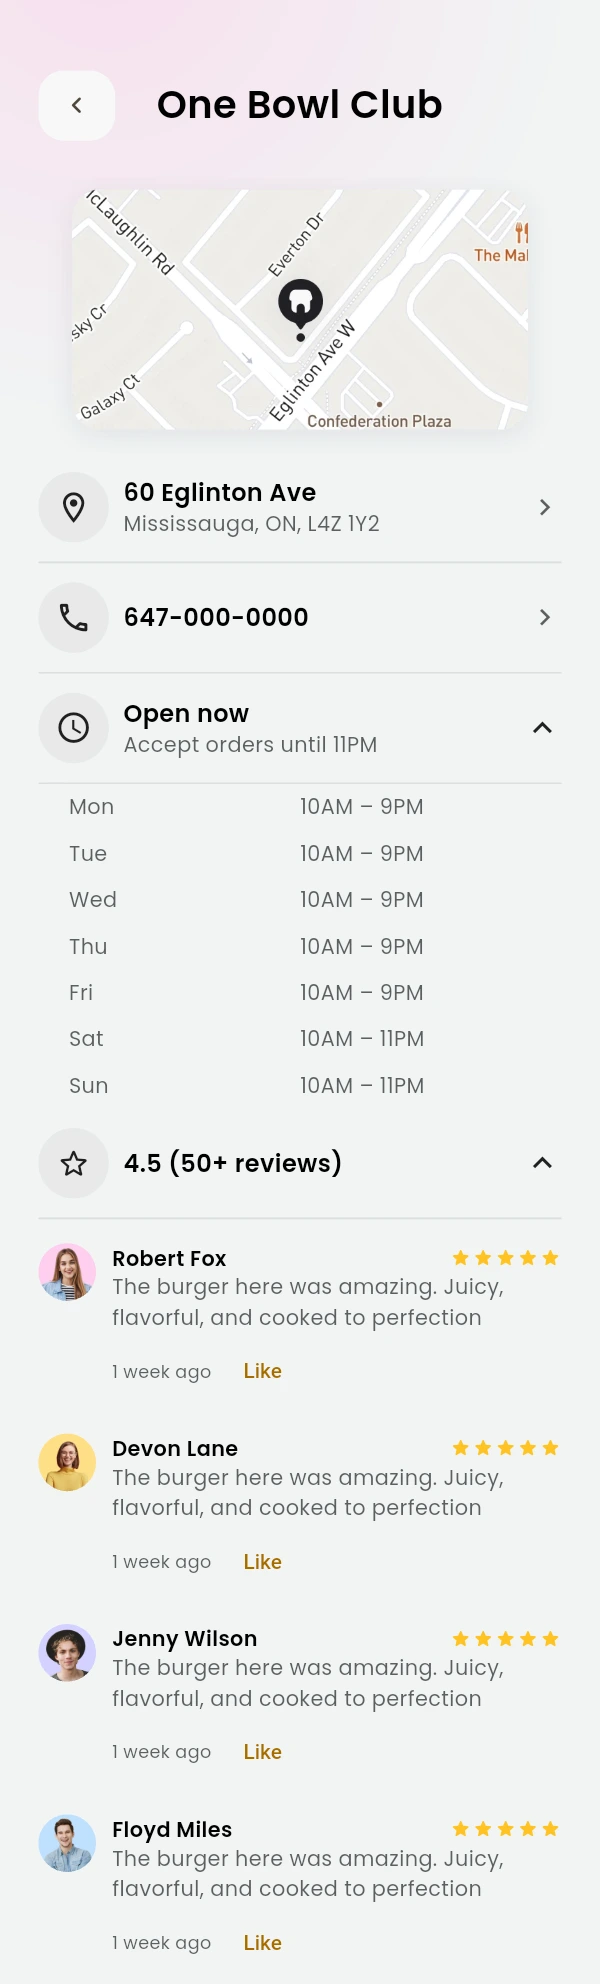 One Bowl Club
cLaughlin Rd
Everton Dr
The Mal
sky Cr
Eglinton Ave W
Galaxy Ct
Confederation Plaza
60 Eglinton Ave
Mississauga, ON, L4Z 1Y2
647-000-0000
Open now
Accept orders until 11PM
Mon 10AM – 9PM
Tue 10AM – 9PM
Wed 10AM – 9PM
Thu 10AM – 9PM
Fri 10AM – 9PM
Sat 10AM – 11PM
Sun 10AM – 11PM
4.5 (50+ reviews)
Robert Fox
The burger here was amazing. Juicy,
flavorful, and cooked to perfection
1 week ago Like
Devon Lane
The burger here was amazing. Juicy,
flavorful, and cooked to perfection
1 week ago Like
Jenny Wilson
The burger here was amazing. Juicy,
flavorful, and cooked to perfection
1 week ago Like
Floyd Miles
The burger here was amazing. Juicy,
flavorful, and cooked to perfection
1 week ago Like